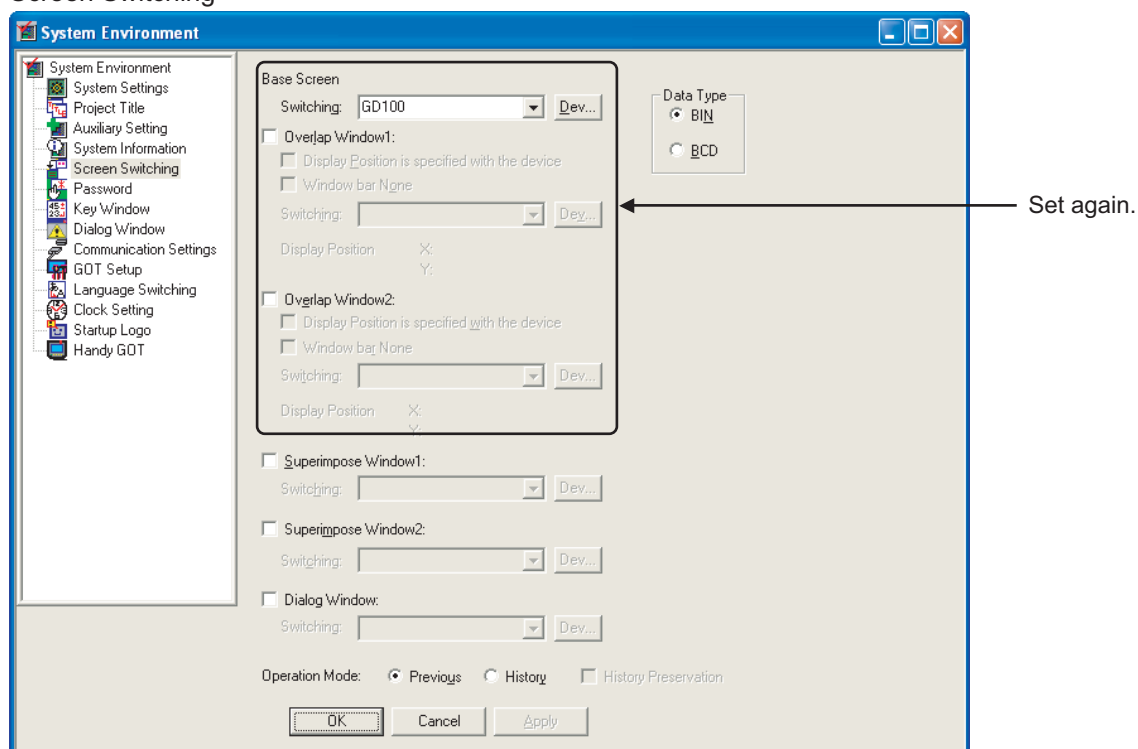 Screen Switching
System Environment
System Environment
System Settings
Project Title
Auxiliary Setting
System Information
Screen Switching
Password
Key Window
Dialog Window
Communication Settings
GOT Setup
Language Switching
Clock Setting
Startup Logo
Handy GOT
Base Screen
Switching: GD100 Dev...
Overlap Window1:
Display Position is specified with the device
Window bar None
Switching: Dev...
Display Position X:
Y:
Overlap Window2:
Display Position is specified with the device
Window bar None
Switching: Dev...
Display Position X:
Y:
Superimpose Window1:
Switching: Dev...
Superimpose Window2:
Switching: Dev...
Dialog Window:
Switching: Dev...
Operation Mode: Previous History History Preservation
OK Cancel Apply
Data Type
BIN
BCD
Set again.